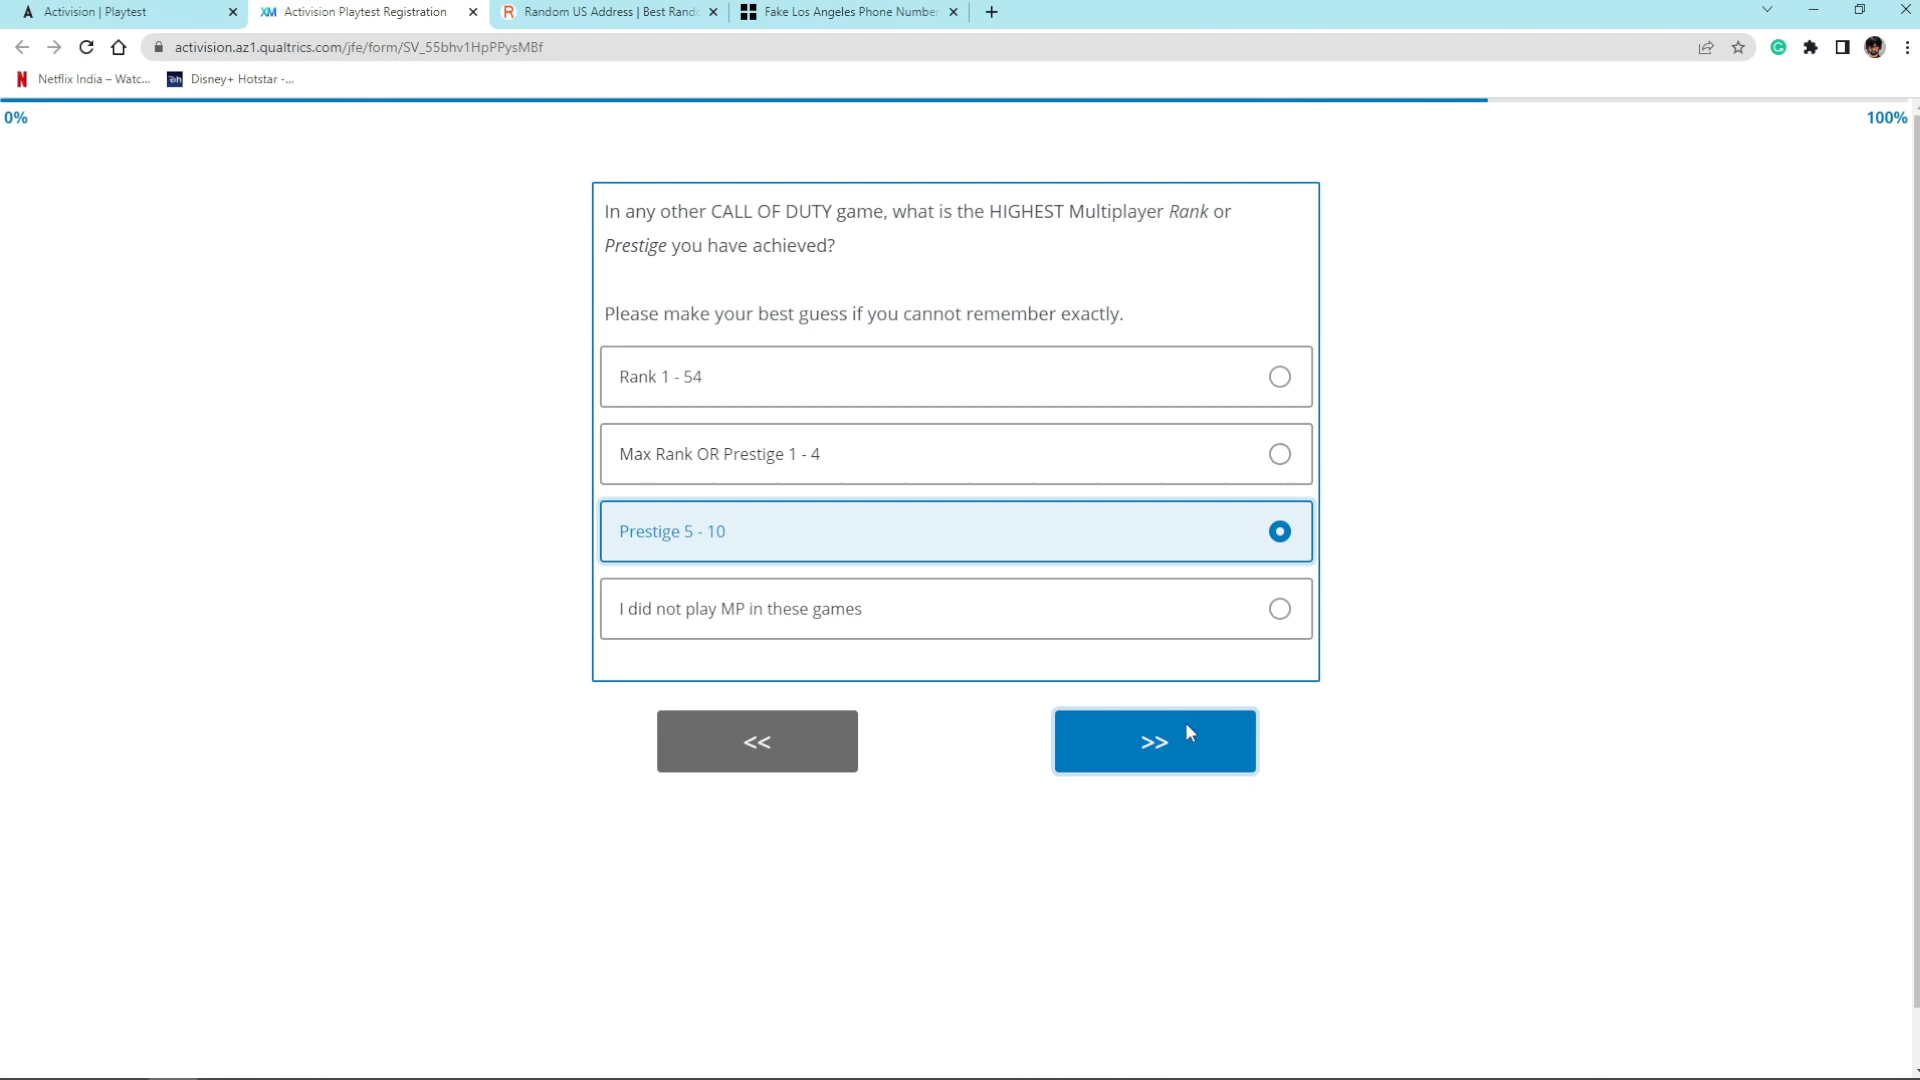 Activision | Playtest
XM Activision Playtest Registration
R Random US Address | Best Rand
Fake Los Angeles Phone Number
activision.az1.qualtrics.com/jfe/form/SV_55bhv1HpPPysMBf
N Netflix India – Watc...
Disney+ Hotstar -...
0%
100%
In any other CALL OF DUTY game, what is the HIGHEST Multiplayer Rank or
Prestige you have achieved?
Please make your best guess if you cannot remember exactly.
Rank 1 - 54
Max Rank OR Prestige 1 - 4
Prestige 5 - 10
I did not play MP in these games
<<
>>